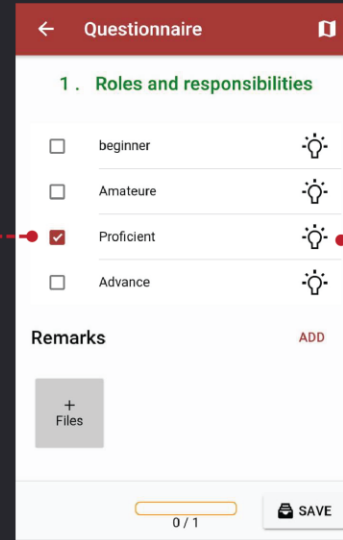 Questionnaire
1 . Roles and responsibilities
beginner
Amateure
Proficient
Advance
Remarks ADD
+
Files
0 / 1 SAVE